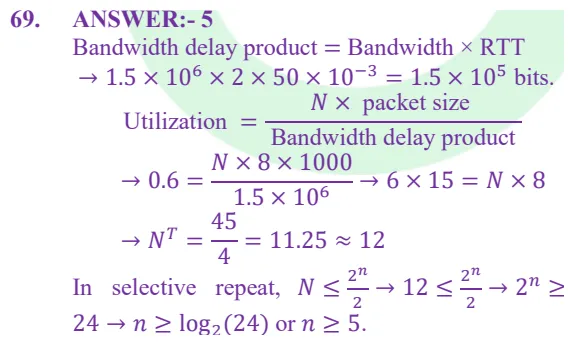 69. ANSWER:- 5
Bandwidth delay product = Bandwidth × RTT
→ 1.5 × 10⁶ × 2 × 50 × 10⁻³ = 1.5 × 10⁵ bits.
Utilization = N × packet size / Bandwidth delay product
→ 0.6 = N × 8 × 1000 / 1.5 × 10⁶ → 6 × 15 = N × 8
→ Nᵀ = 45 / 4 = 11.25 ≈ 12
In selective repeat, N ≤ 2ⁿ / 2 → 12 ≤ 2ⁿ / 2 → 2ⁿ ≥
24 → n ≥ log₂(24) or n ≥ 5.